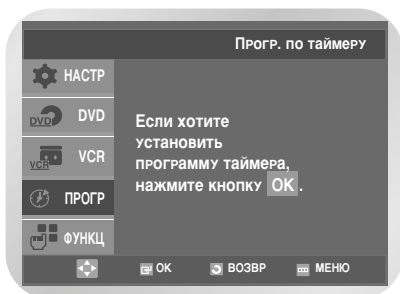 Прогр. по таймеру
НАСТР
DVD DVD
VCR VCR
ПРОГР
ФУНКЦ
Если хотите
установить
программу таймера,
нажмите кнопку OK.
OK ВОЗВР МЕНЮ